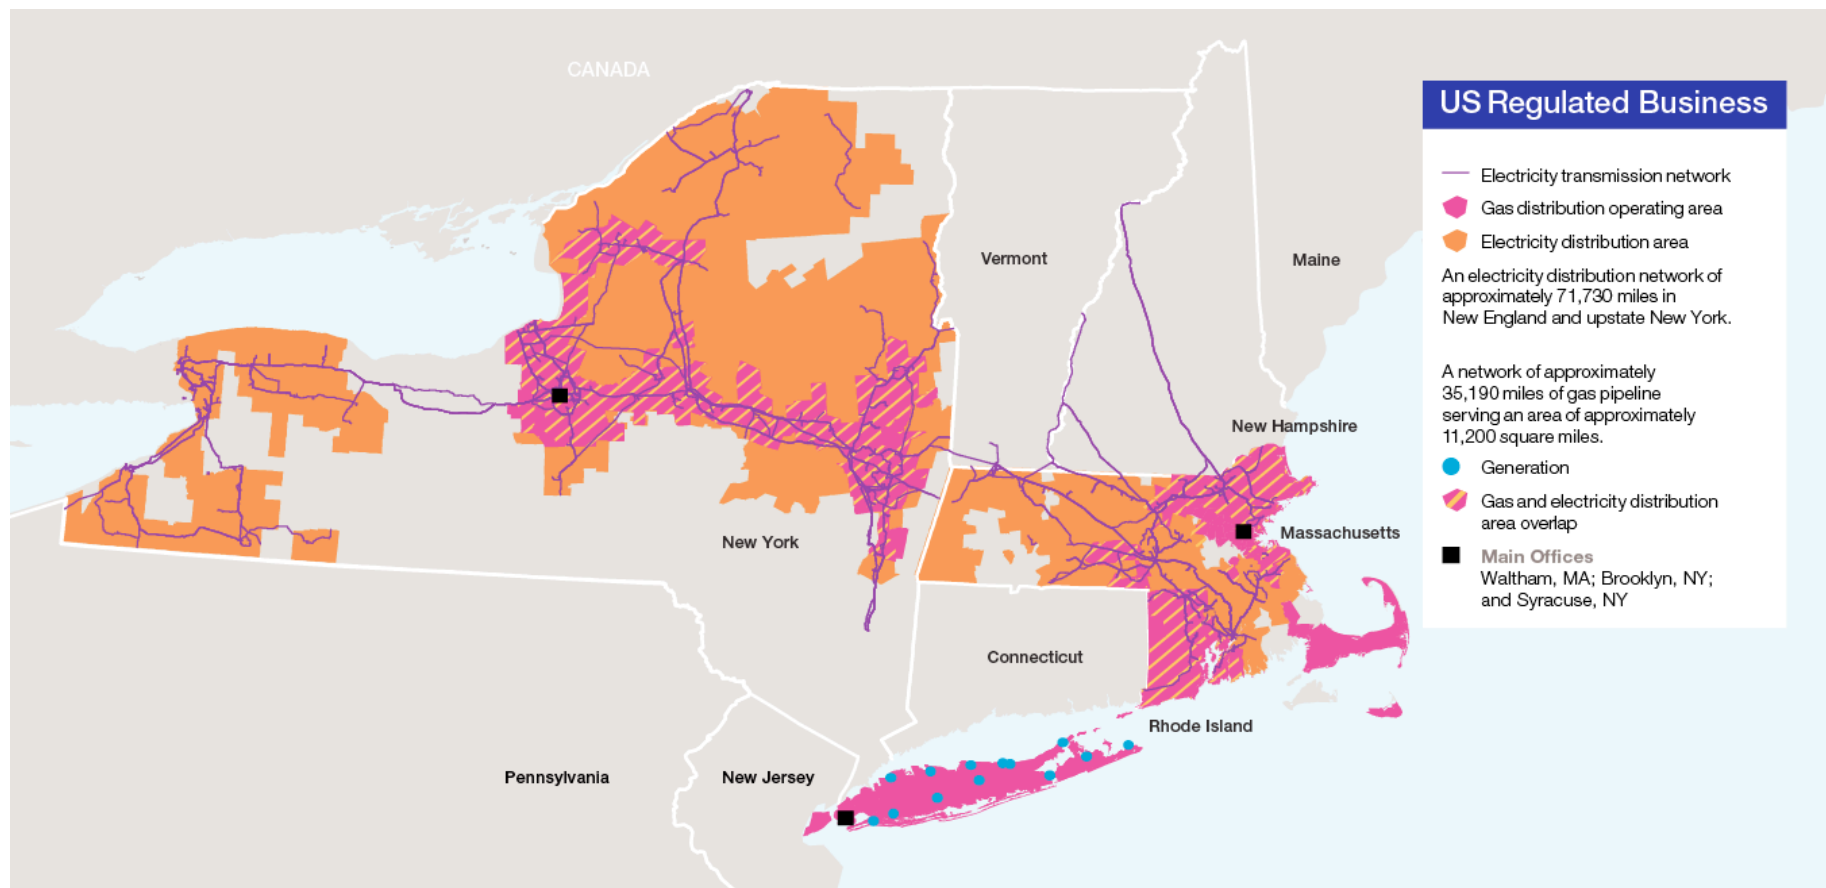 CANADA
US Regulated Business
Electricity transmission network
Gas distribution operating area
Electricity distribution area
An electricity distribution network of
approximately 71,730 miles in
New England and upstate New York.
A network of approximately
35,190 miles of gas pipeline
serving an area of approximately
11,200 square miles.
Generation
Gas and electricity distribution
area overlap
Main Offices
Waltham, MA; Brooklyn, NY;
and Syracuse, NY
Vermont
Maine
New Hampshire
New York
Massachusetts
Connecticut
Rhode Island
Pennsylvania
New Jersey